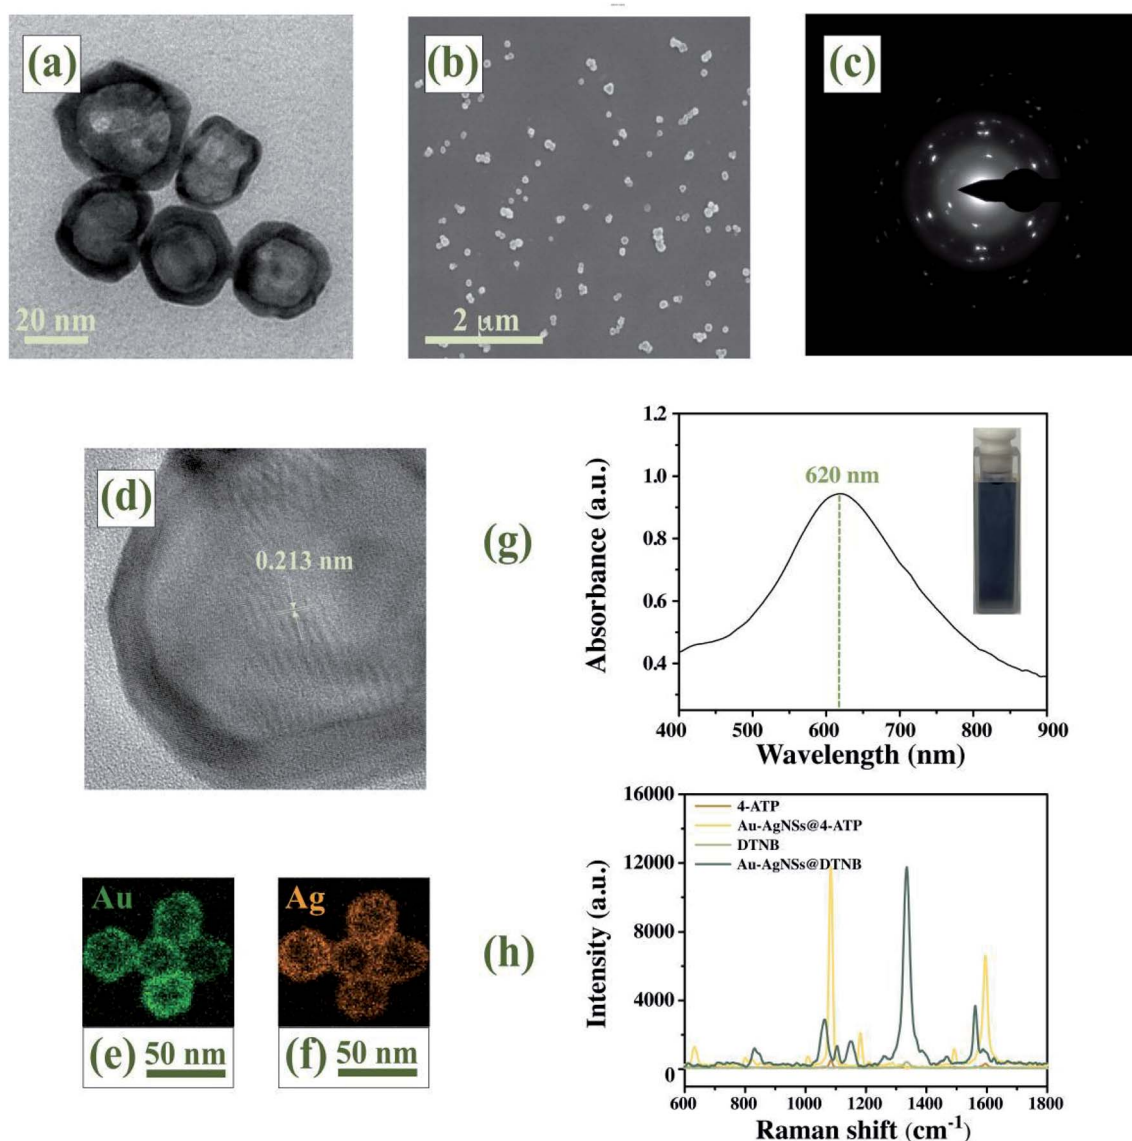 (a)
20 nm
(b)
2 μm
(c)
(d)
0.213 nm
(g)
1.2
1.0
0.8
0.6
0.4
Absorbance (a.u.)
620 nm
400 500 600 700 800 900
Wavelength (nm)
Au
(e)
50 nm
Ag
(f)
50 nm
(h)
16000
12000
8000
4000
0
Intensity (a.u.)
4-ATP
Au-AgNSs@4-ATP
DTNB
Au-AgNSs@DTNB
600 800 1000 1200 1400 1600 1800
Raman shift (cm⁻¹)